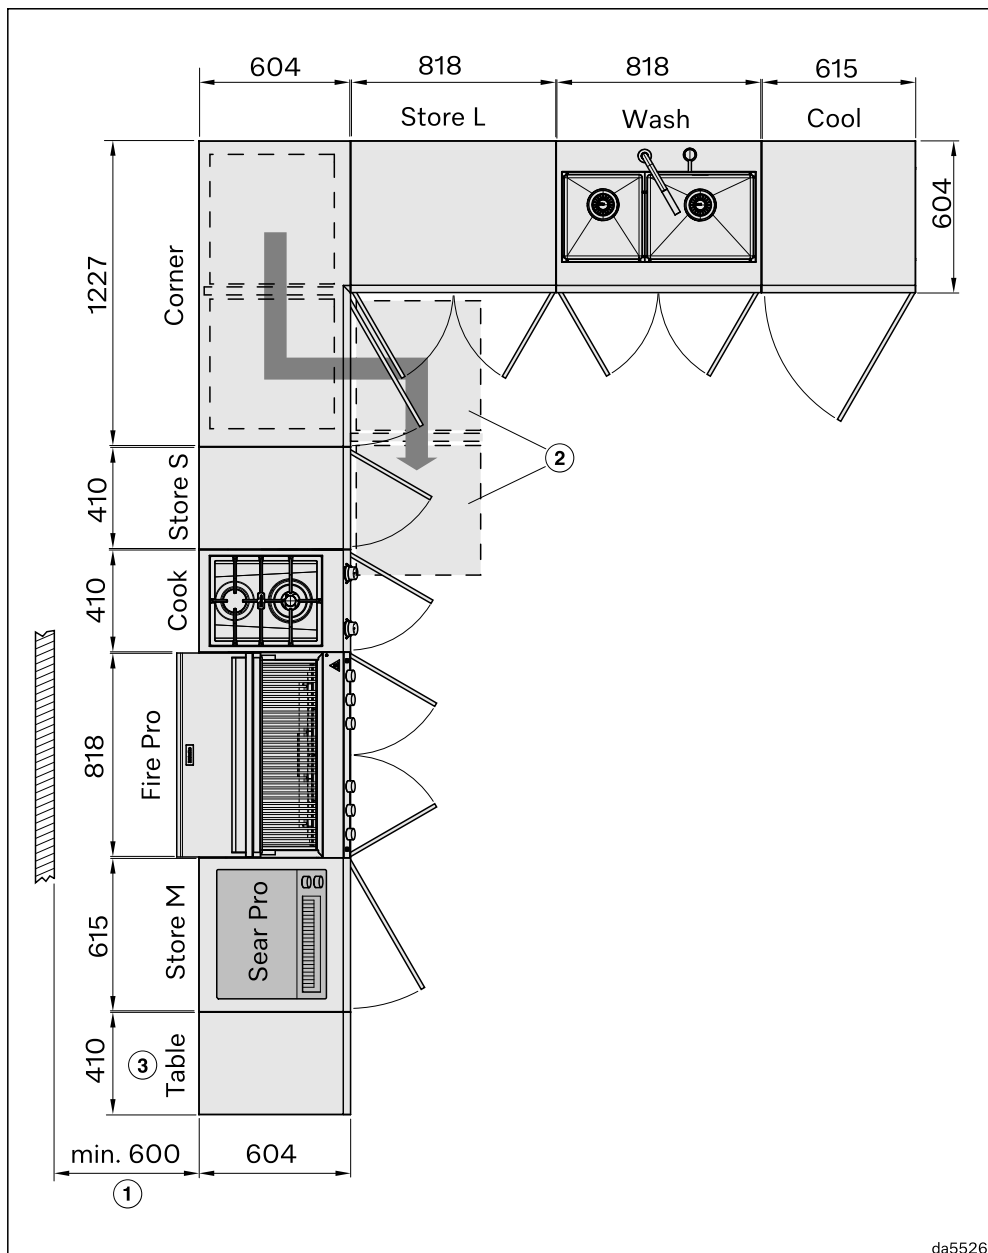 604
818
818
615
Store L
Wash
Cool
604
1227
Corner
410
Store S
2
410
Cook
818
Fire Pro
615
Store M
Sear Pro
410
3
Table
min. 600
604
1
da5526